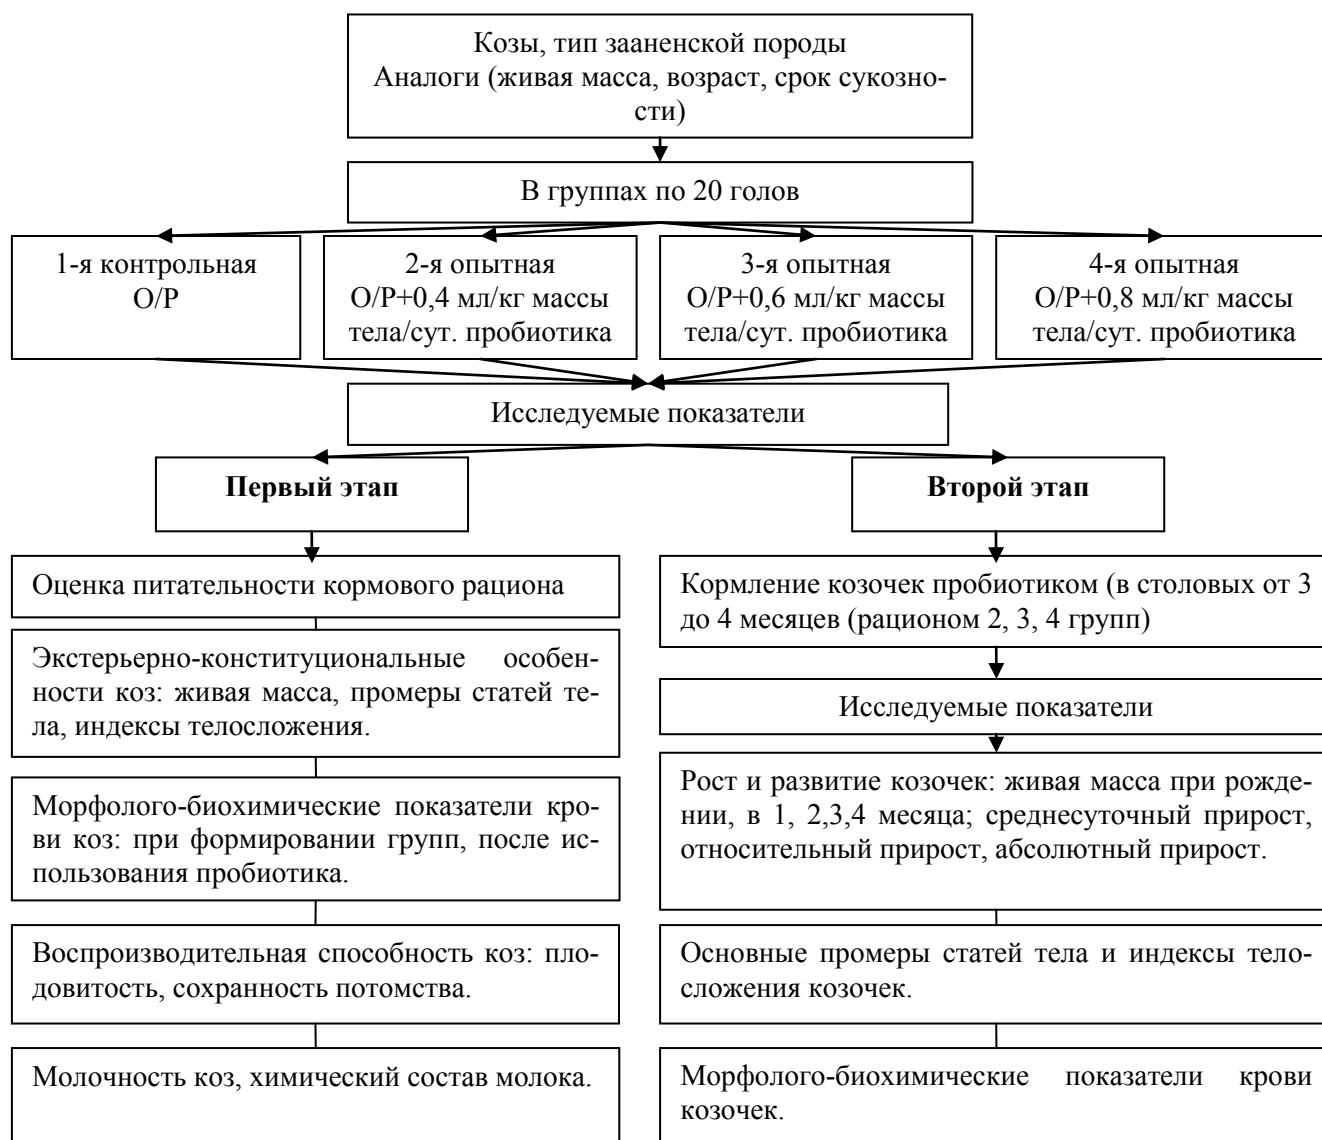 Козы, тип зааненской породы
Аналоги (живая масса, возраст, срок сукозно-
сти)
В группах по 20 голов
1-я контрольная
О/Р
2-я опытная
О/Р+0,4 мл/кг массы
тела/сут. пробиотика
3-я опытная
О/Р+0,6 мл/кг массы
тела/сут. пробиотика
4-я опытная
О/Р+0,8 мл/кг массы
тела/сут. пробиотика
Исследуемые показатели
Первый этап
Оценка питательности кормового рациона
Экстерьерно-конституциональные особен-
ности коз: живая масса, промеры статей те-
ла, индексы телосложения.
Морфолого-биохимические показатели кро-
ви коз: при формировании групп, после ис-
пользования пробиотика.
Воспроизводительная способность коз: пло-
довитость, сохранность потомства.
Молочность коз, химический состав молока.
Второй этап
Кормление козочек пробиотиком (в столовых от 3
до 4 месяцев (рационом 2, 3, 4 групп)
Исследуемые показатели
Рост и развитие козочек: живая масса при рожде-
нии, в 1, 2,3,4 месяца; среднесуточный прирост,
относительный прирост, абсолютный прирост.
Основные промеры статей тела и индексы тело-
сложения козочек.
Морфолого-биохимические показатели крови
козочек.